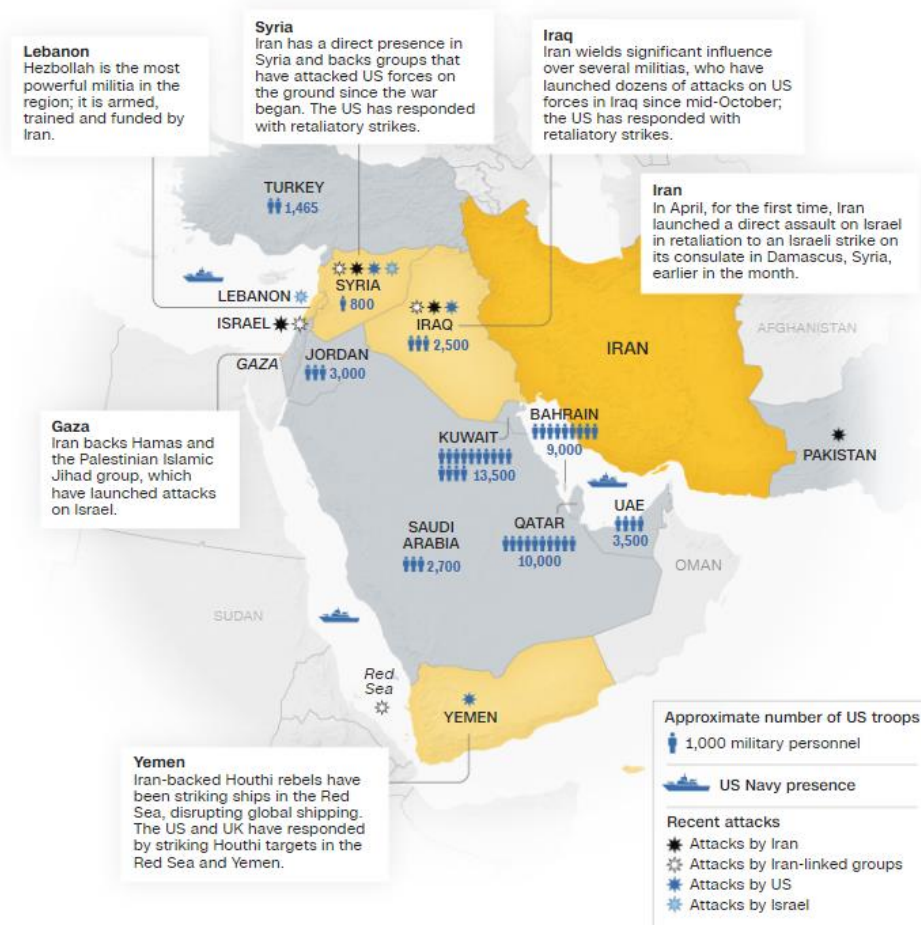 Lebanon
Hezbollah is the most
powerful militia in the
region; it is armed,
trained and funded by
Iran.
Syria
Iran has a direct presence in
Syria and backs groups that
have attacked US forces on
the ground since the war
began. The US has responded
with retaliatory strikes.
Iraq
Iran wields significant influence
over several militias, who have
launched dozens of attacks on US
forces in Iraq since mid-October;
the US has responded with
retaliatory strikes.
Iran
In April, for the first time, Iran
launched a direct assault on Israel
in retaliation to an Israeli strike on
its consulate in Damascus, Syria,
earlier in the month.
TURKEY
1,465
SYRIA
800
LEBANON
ISRAEL
IRAQ
2,500
GAZA
JORDAN
3,000
IRAN
AFGHANISTAN
PAKISTAN
Gaza
Iran backs Hamas and
the Palestinian Islamic
Jihad group, which
have launched attacks
on Israel.
BAHRAIN
9,000
KUWAIT
13,500
SAUDI
ARABIA
2,700
QATAR
10,000
UAE
3,500
OMAN
SUDAN
Red
Sea
YEMEN
Yemen
Iran-backed Houthi rebels have
been striking ships in the Red
Sea, disrupting global shipping.
The US and UK have responded
by striking Houthi targets in the
Red Sea and Yemen.
Approximate number of US troops
1,000 military personnel
US Navy presence
Recent attacks
Attacks by Iran
Attacks by Iran-linked groups
Attacks by US
Attacks by Israel